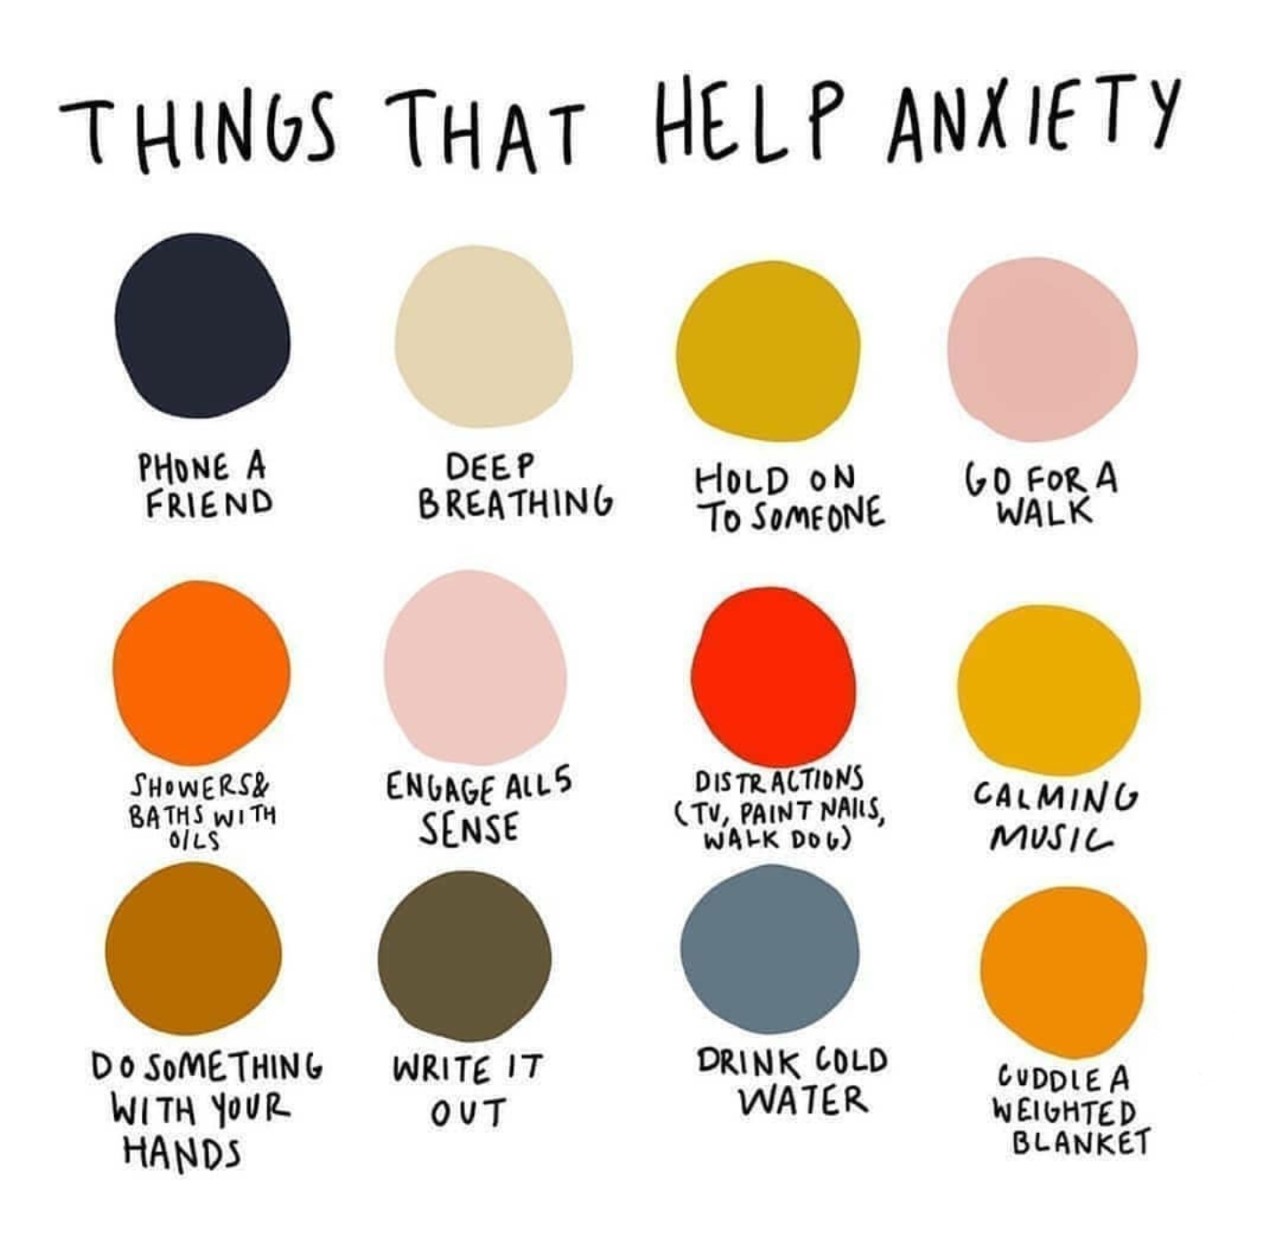 THINGS THAT HELP ANXIETY
PHONE A
FRIEND
DEEP
BREATHING
HOLD ON
TO SOMEONE
GO FOR A
WALK
SHOWERS&
BATHS WITH
OILS
ENGAGE ALL 5
SENSE
DISTRACTIONS
(TV, PAINT NAILS,
WALK DOG)
CALMING
MUSIC
DO SOMETHING
WITH YOUR
HANDS
WRITE IT
OUT
DRINK COLD
WATER
CUDDLE A
WEIGHTED
BLANKET